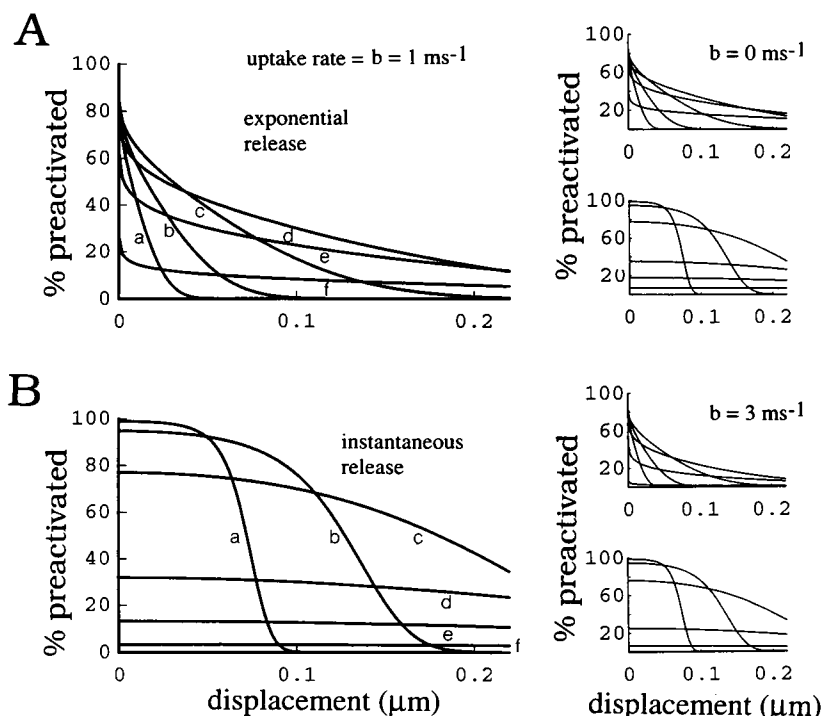 A
% preactivated
100
80
60
40
20
0
uptake rate = b = 1 ms-1
exponential
release
a
b
c
d
e
f
0
0.1
0.2
b = 0 ms-1
% preactivated
100
60
20
0
0.1
0.2
100
60
20
0
0.1
0.2
B
% preactivated
100
80
60
40
20
0
instantaneous
release
a
b
c
d
e
f
0
0.1
0.2
displacement (μm)
b = 3 ms-1
% preactivated
100
60
20
0
0.1
0.2
100
60
20
0
0.1
0.2
displacement (μm)